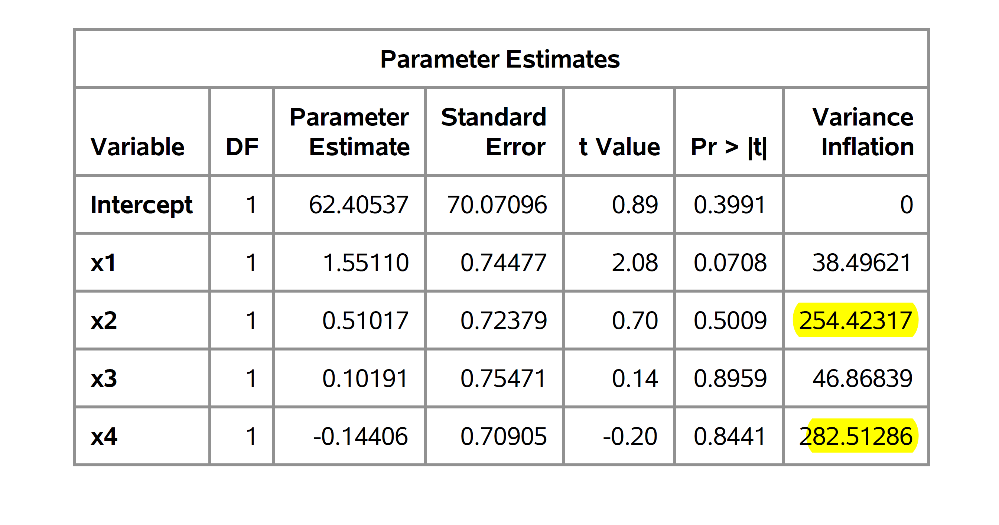 Parameter Estimates
Variable DF Parameter Estimate Standard Error t Value Pr > |t| Variance Inflation
Intercept 1 62.40537 70.07096 0.89 0.3991 0
x1 1 1.55110 0.74477 2.08 0.0708 38.49621
x2 1 0.51017 0.72379 0.70 0.5009 254.42317
x3 1 0.10191 0.75471 0.14 0.8959 46.86839
x4 1 -0.14406 0.70905 -0.20 0.8441 282.51286